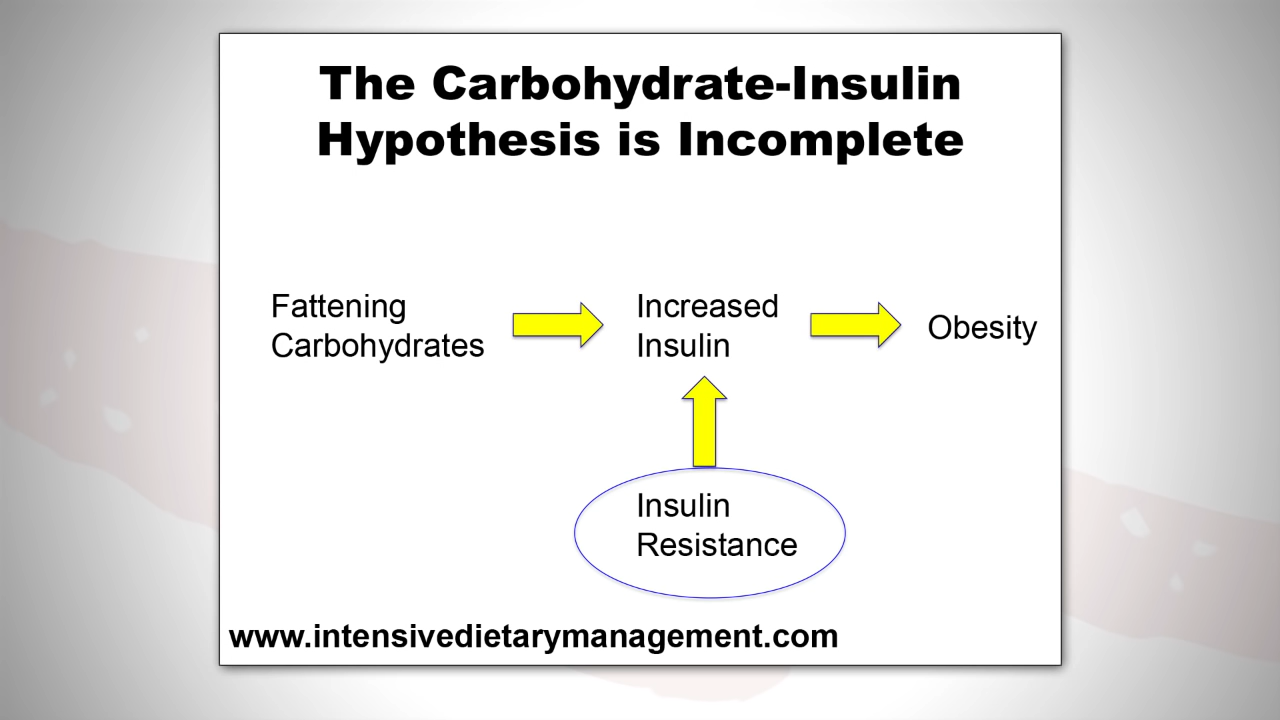 The Carbohydrate-Insulin
Hypothesis is Incomplete
Fattening
Carbohydrates
Increased
Insulin
Obesity
Insulin
Resistance
www.intensivedietarymanagement.com